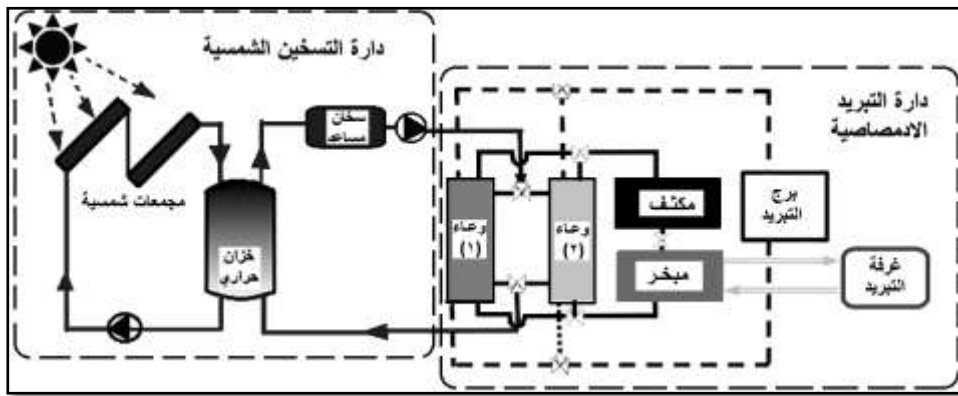 دارة التسخين الشمسية
سخان
مساعد
مجمعات شمسية
خزان
حراري
دارة التبريد
الادمصاصية
وعاء
(١)
وعاء
(٢)
مكثف
مبخر
برج
التبريد
غرفة
التبريد